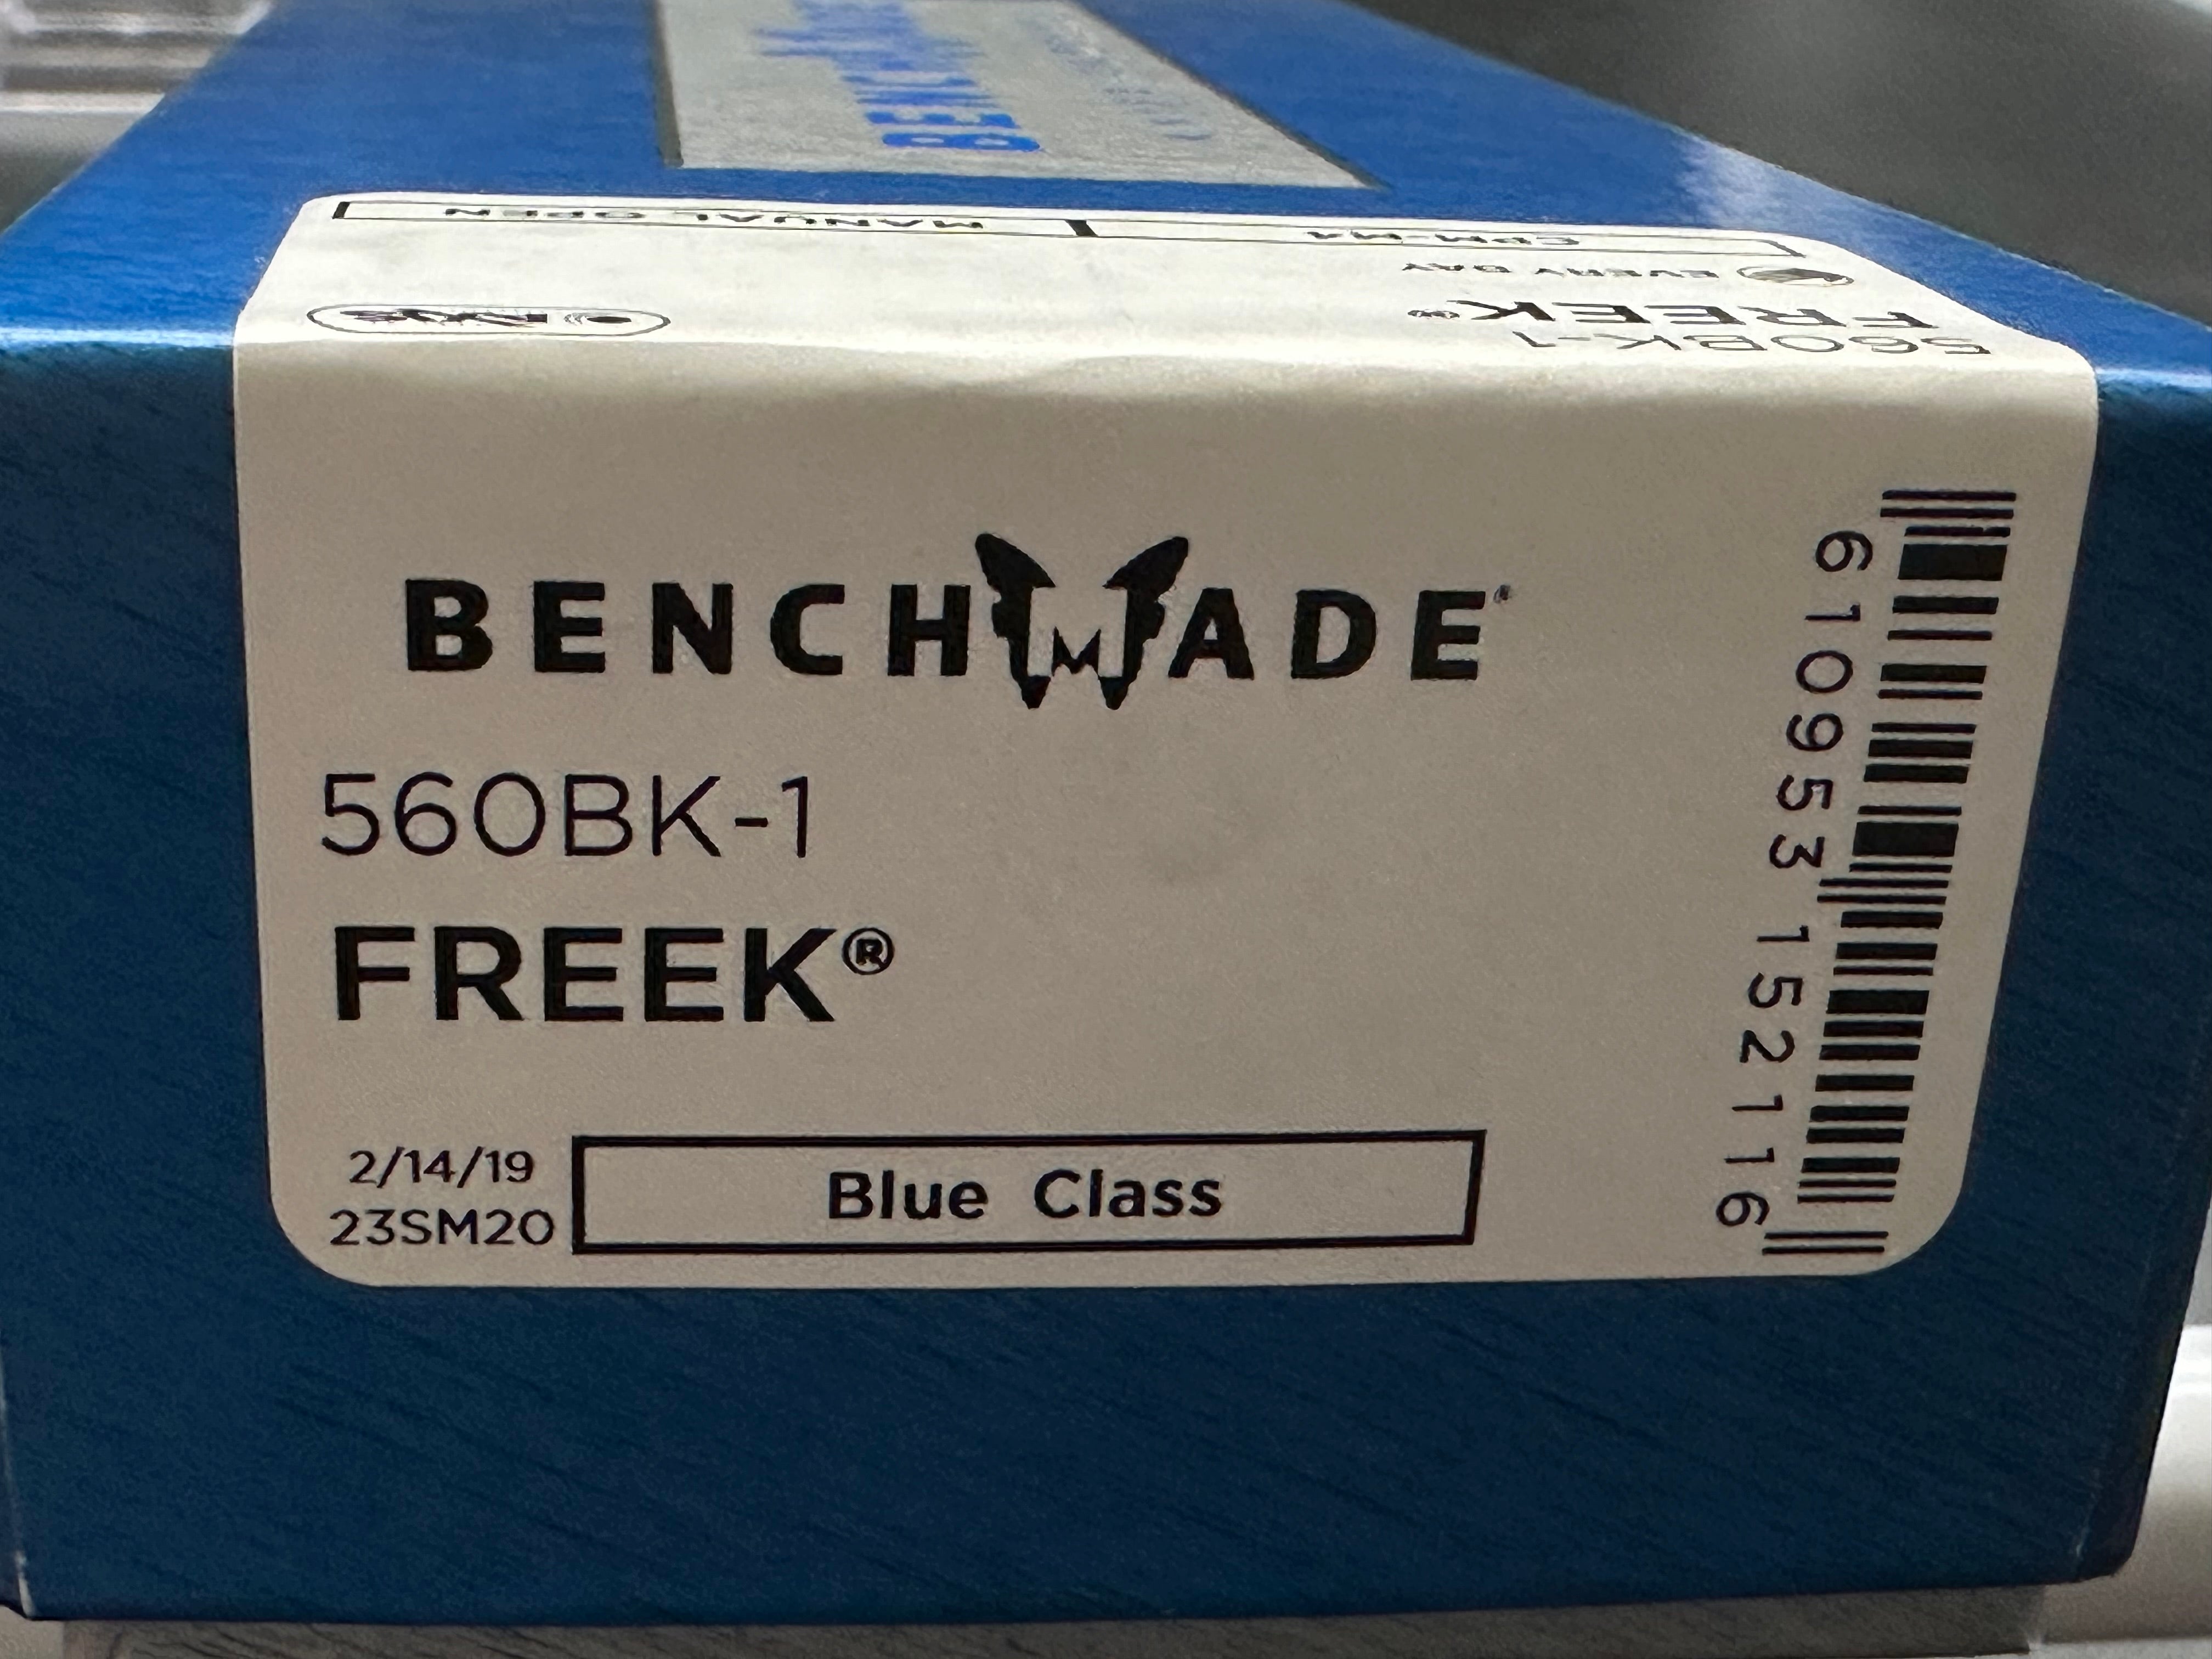 MANUAL OPEN
CPM-M4
EVERY DAY
FREEK®
560BK-1
AXIS
BENCHMADE®
560BK-1
FREEK®
2/14/19
23SM20
Blue Class
6 10953 15211 6